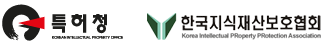 특허청
KOREAN INTELLECTUAL PROPERTY OFFICE
한국지식재산보호협회
Korea Intellectual PRoperty PRotection Association